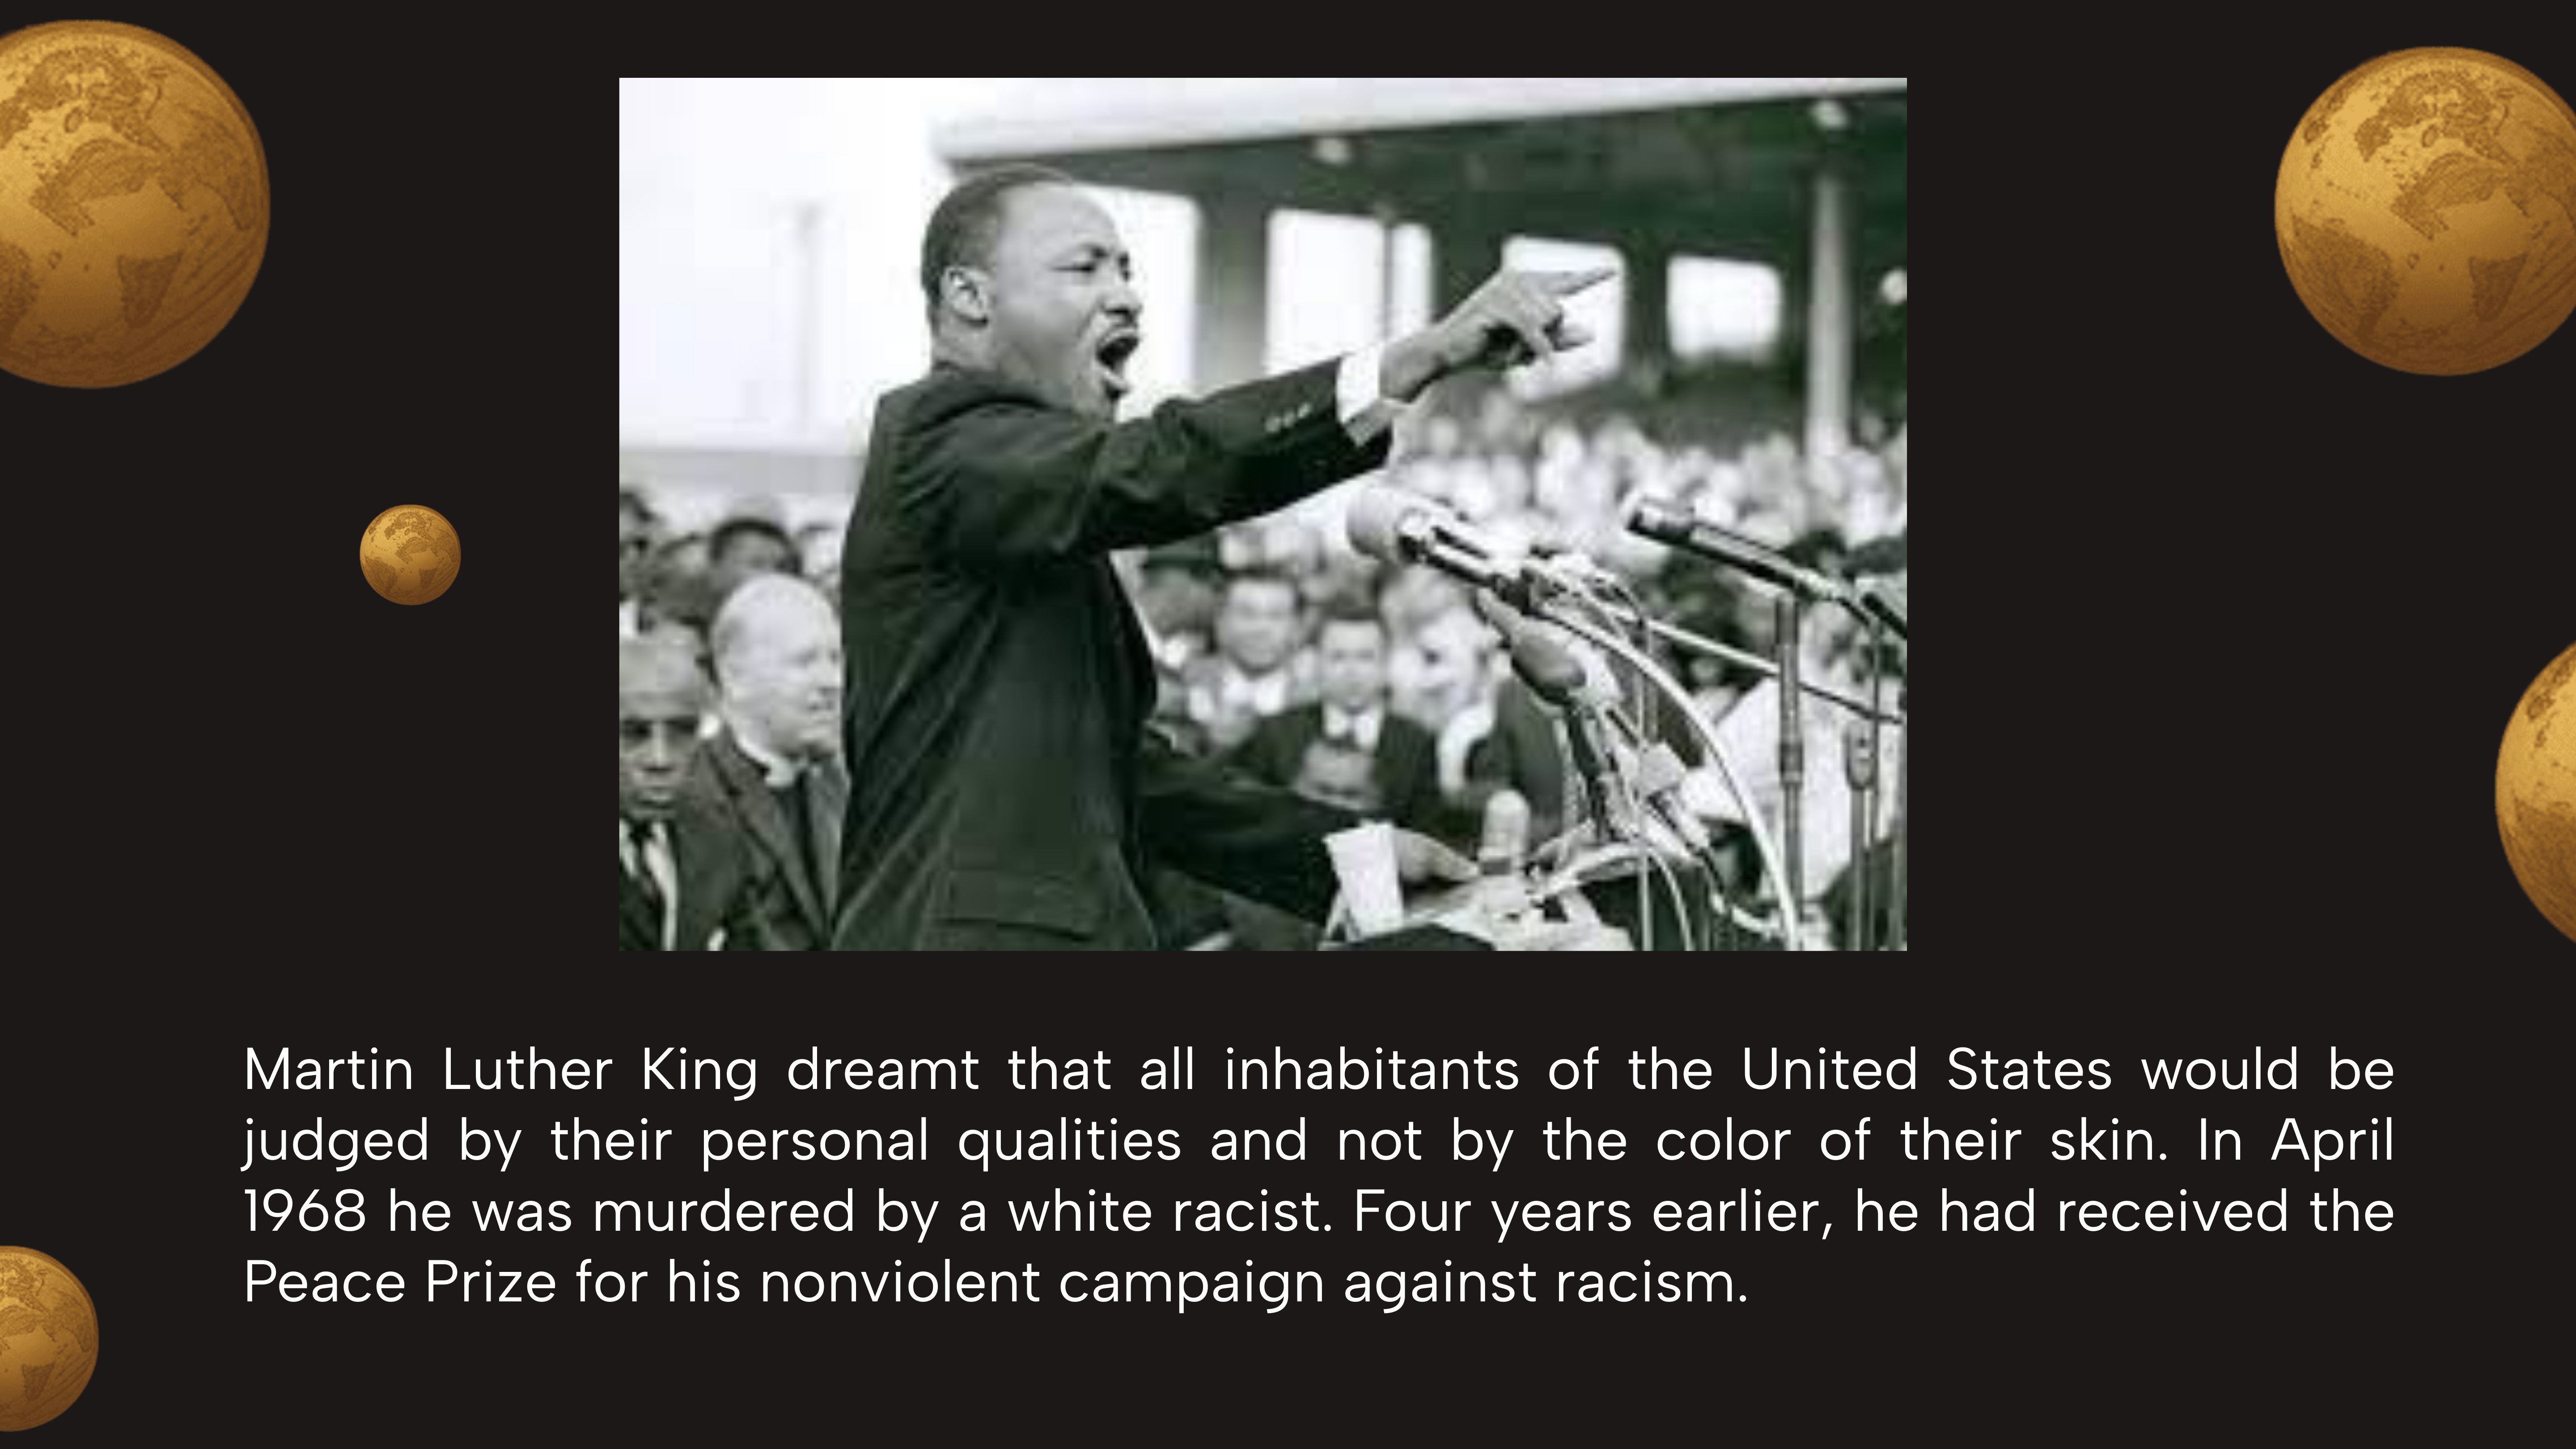 Martin Luther King dreamt that all inhabitants of the United States would be
judged by their personal qualities and not by the color of their skin. In April
1968 he was murdered by a white racist. Four years earlier, he had received the
Peace Prize for his nonviolent campaign against racism.